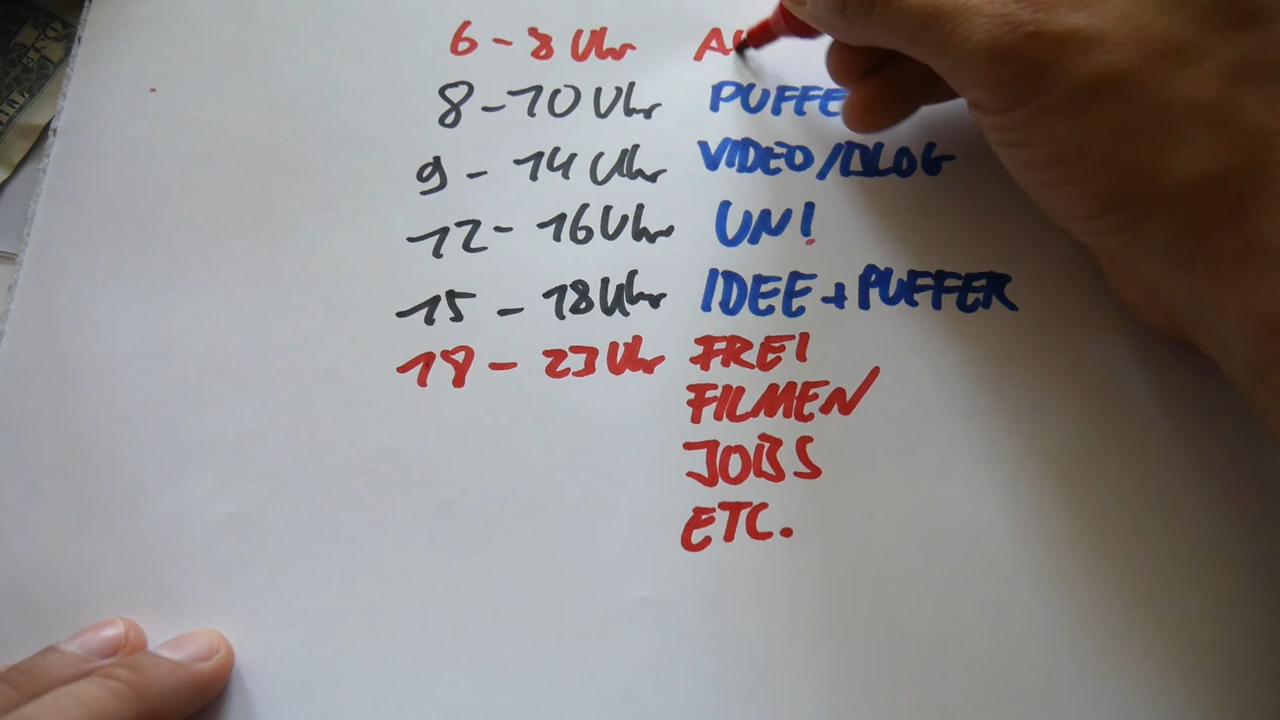 6-8 Uhr
8-10 Uhr PUFFE
9 - 14 Uhr VIDEO/BLOG
12- 16 Uhr UNI
15 - 18 Uhr IDEE + PUFFER
18 - 23 Uhr FREI
FILMEN
JOBS
ETC.